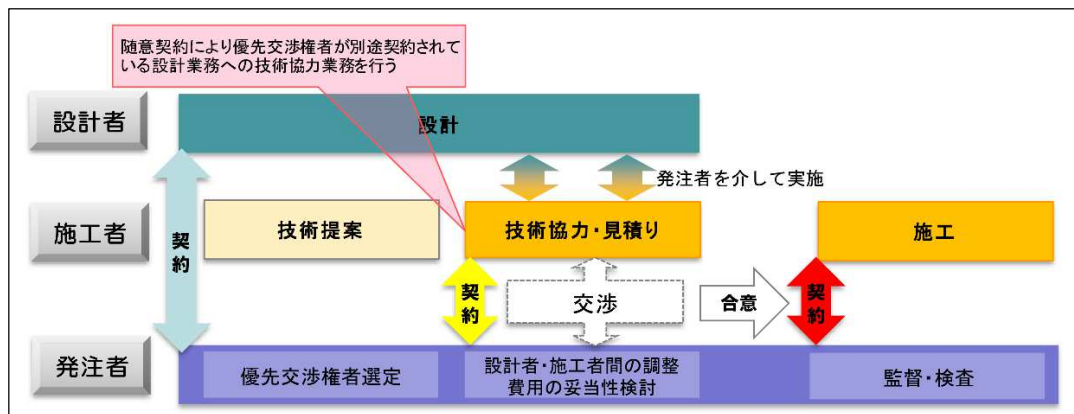 随意契約により優先交渉権者が別途契約されて
いる設計業務への技術協力業務を行う
設計者
設計
発注者を介して実施
施工者
技術提案
技術協力・見積り
施工
契約
契約
交渉
合意
契約
発注者
優先交渉権者選定
設計者・施工者間の調整
費用の妥当性検討
監督・検査